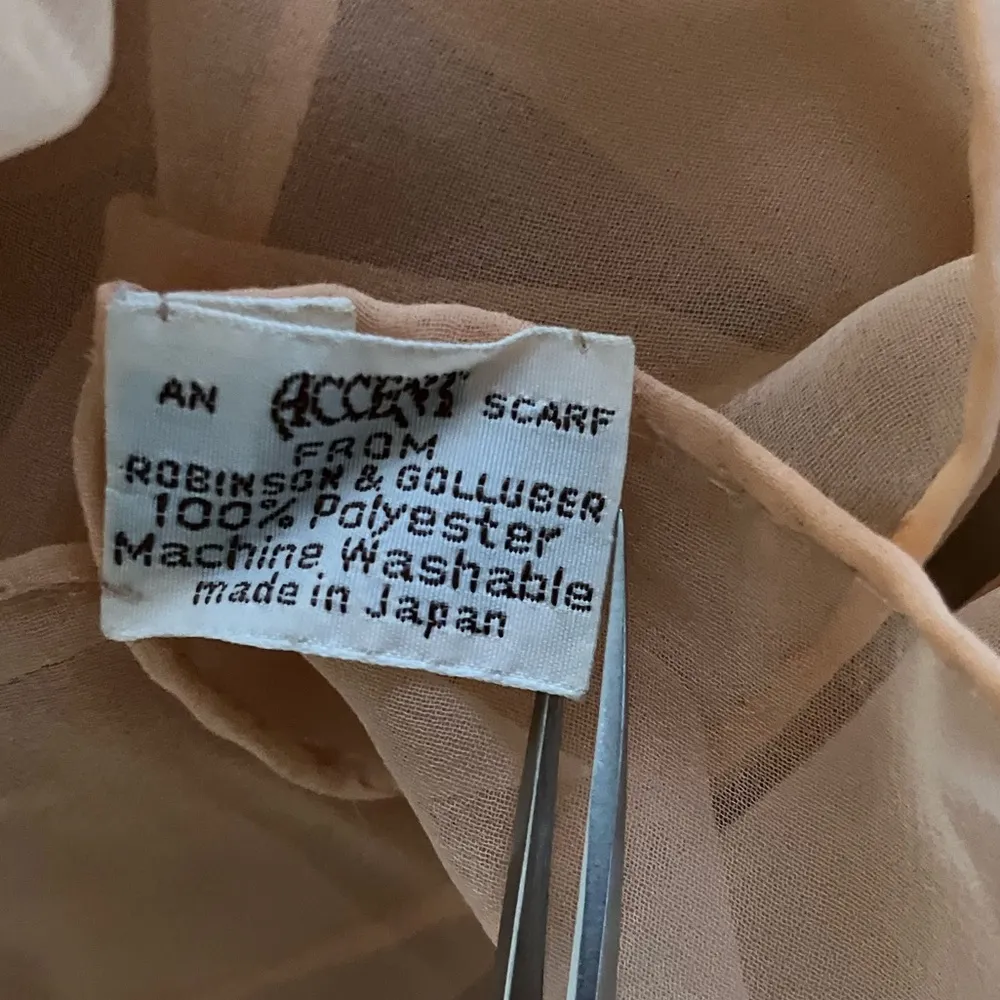 AN ACCENT SCARF
FROM
ROBINSON & GOLLUBER
100% Polyester
Machine Washable
made in Japan